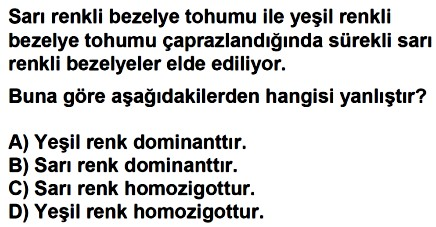 Sarı renkli bezelye tohumu ile yeşil renkli
bezelye tohumu çaprazlandığında sürekli sarı
renkli bezelyeler elde ediliyor.
Buna göre aşağıdakilerden hangisi yanlıştır?
A) Yeşil renk dominanttır.
B) Sarı renk dominanttır.
C) Sarı renk homozigottur.
D) Yeşil renk homozigottur.